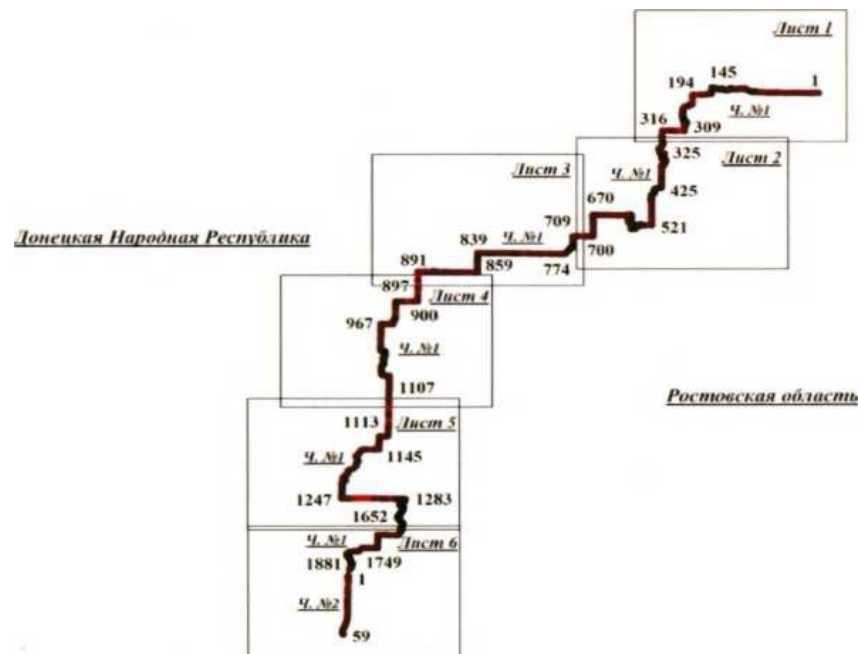 Лист 1
145
1
194
Ч. №1
316
309
325
Лист 2
Лист 3
Ч. №1
670
425
709
521
Донецкая Народная Республика
839
Ч. №1
700
891
859
774
897
Лист 4
900
967
Ч. №1
1107
Ростовская область
1113
Лист 5
Ч. №1
1145
1247
1283
1652
Ч. №1
Лист 6
1881
1749
1
Ч. №2
59